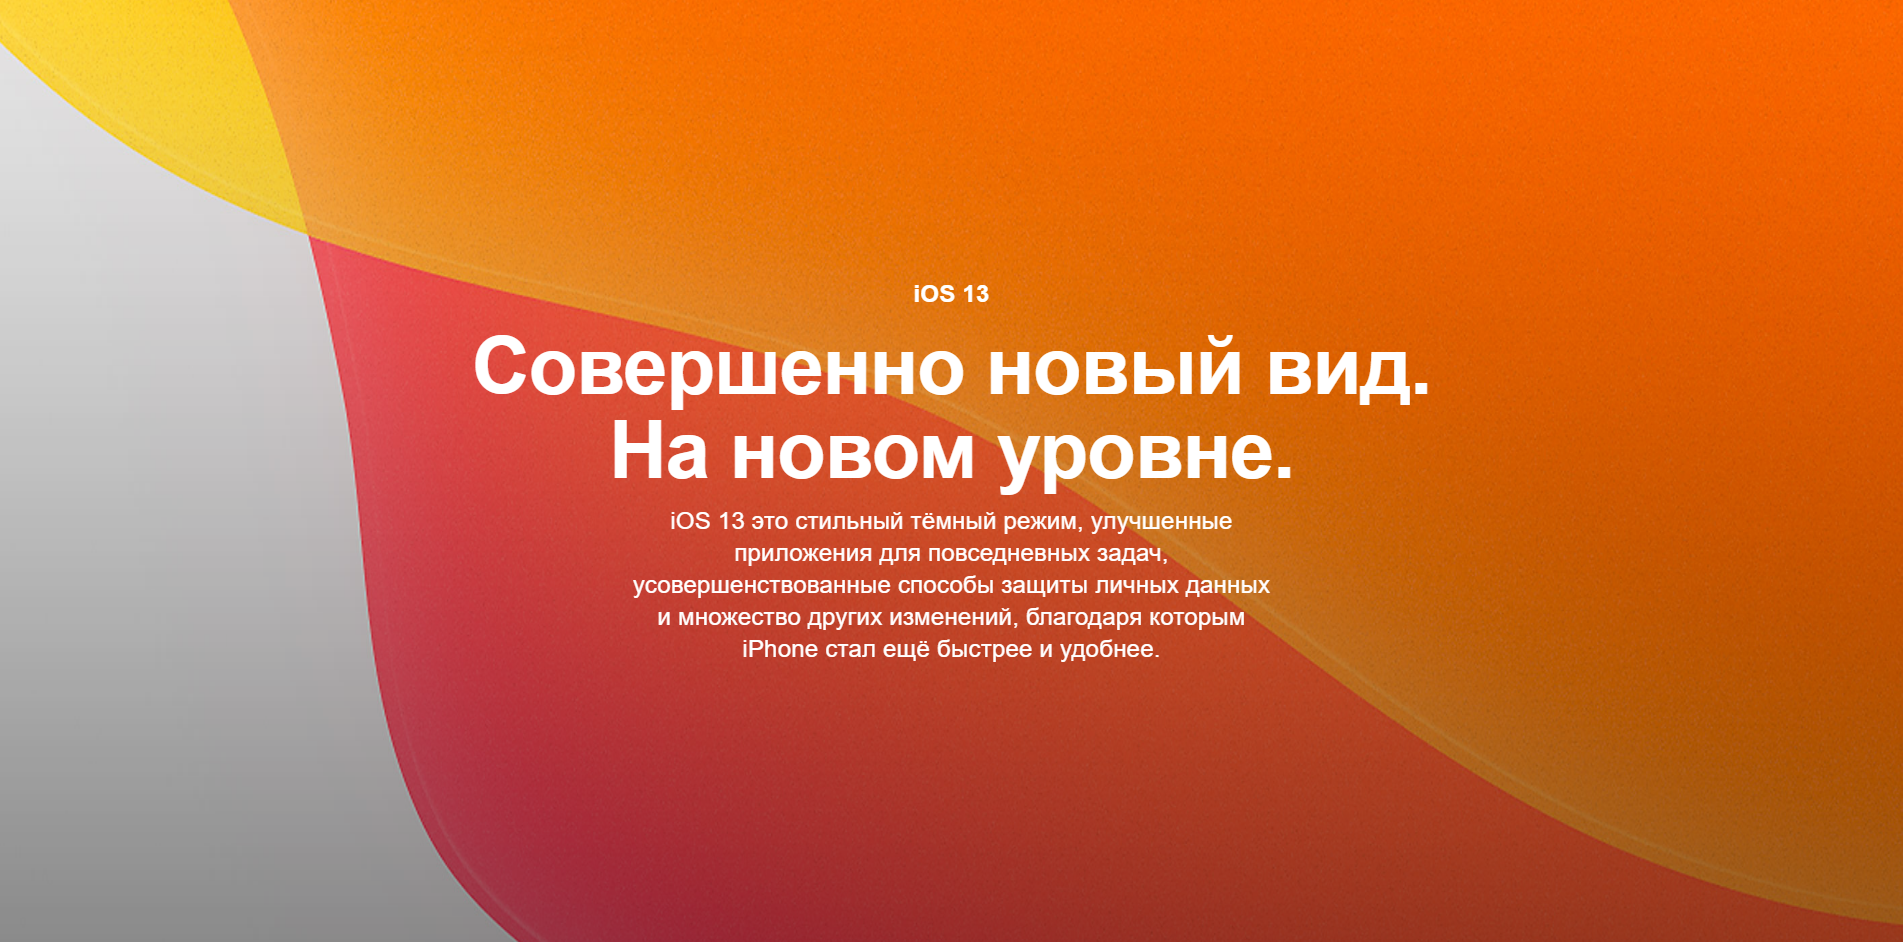 iOS 13
Совершенно новый вид.
На новом уровне.
iOS 13 это стильный тёмный режим, улучшенные
приложения для повседневных задач,
усовершенствованные способы защиты личных данных
и множество других изменений, благодаря которым
iPhone стал ещё быстрее и удобнее.